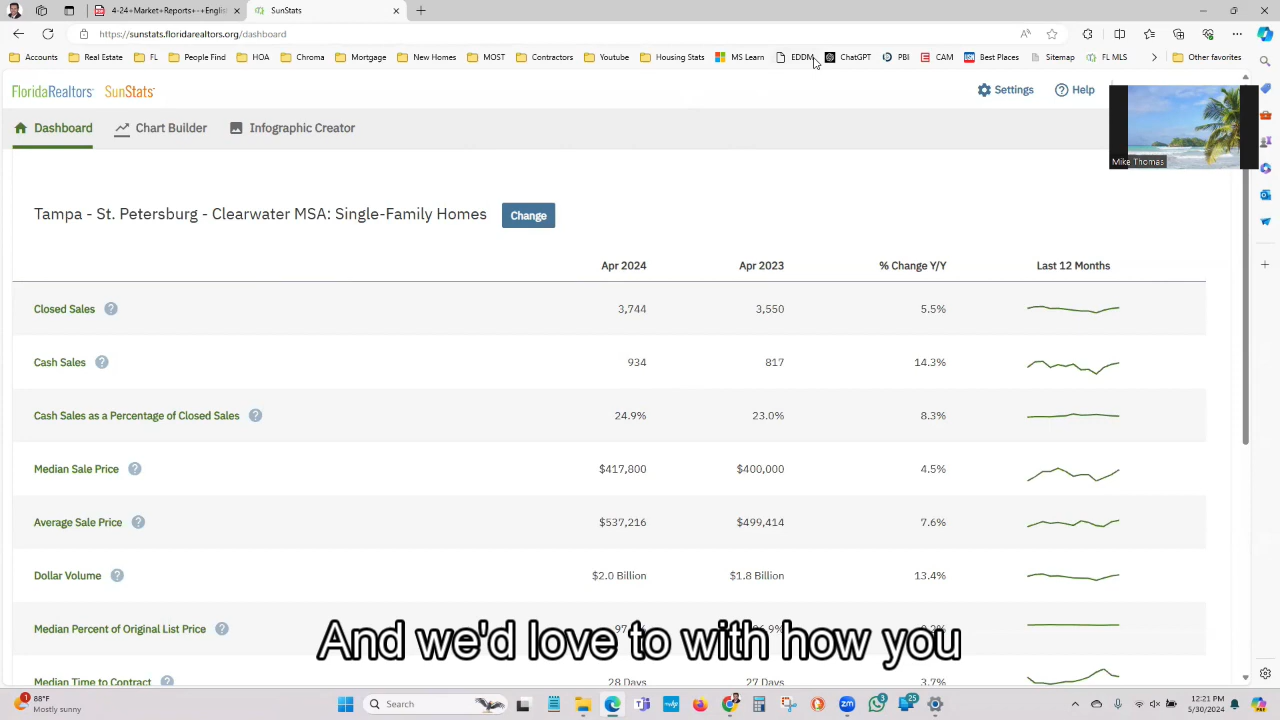 4-24+Market+Reports+-+Englis
SunStats
https://sunstats.floridarealtors.org/dashboard
Accounts Real Estate FL People Find HOA Chroma Mortgage New Homes MOST Contractors Youtube Housing Stats MS Learn EDDM ChatGPT PBI CAM Best Places Sitemap FL MLS Other favorites
FloridaRealtors SunStats
Settings Help
Dashboard Chart Builder Infographic Creator
Mike Thomas
Tampa - St. Petersburg - Clearwater MSA: Single-Family Homes Change
Apr 2024 Apr 2023 % Change Y/Y Last 12 Months
Closed Sales 3,744 3,550 5.5%
Cash Sales 934 817 14.3%
Cash Sales as a Percentage of Closed Sales 24.9% 23.0% 8.3%
Median Sale Price $417,800 $400,000 4.5%
Average Sale Price $537,216 $499,414 7.6%
Dollar Volume $2.0 Billion $1.8 Billion 13.4%
Median Percent of Original List Price
And we'd love to with how you
Median Time to Contract 28 Days 27 Days 3.7%
88°F
Mostly sunny
Search
12:21 PM
5/30/2024